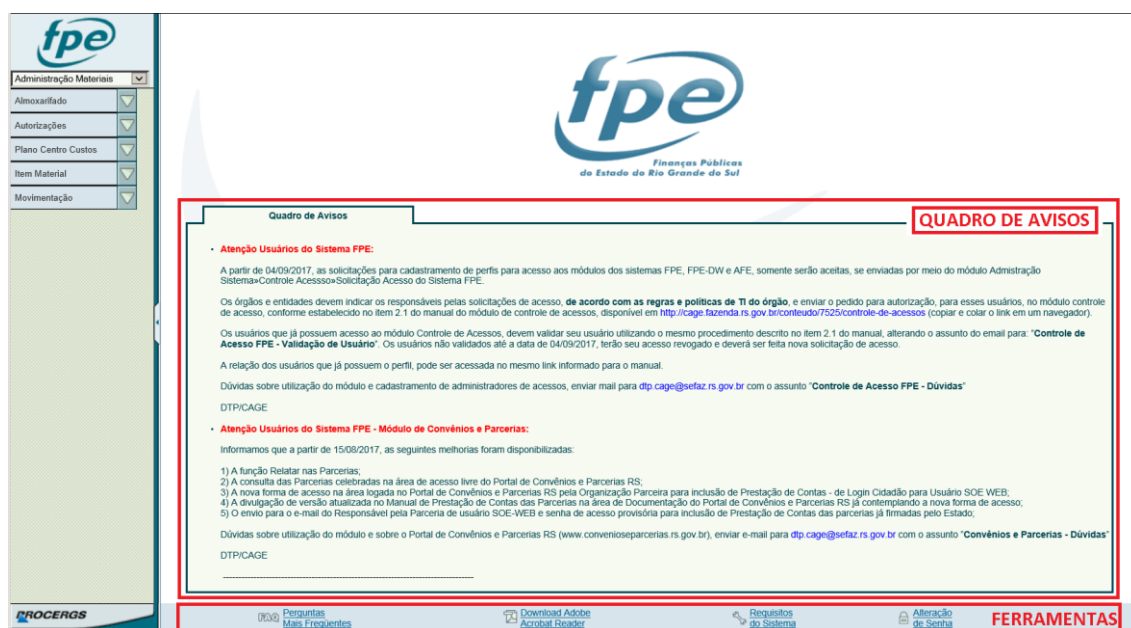 fpe
Administração Materiais
Almoxarifado
Autorizações
Plano Centro Custos
Item Material
Movimentação
fpe
Finanças Públicas
do Estado do Rio Grande do Sul
Quadro de Avisos
QUADRO DE AVISOS
• Atenção Usuários do Sistema FPE:
A partir de 04/09/2017, as solicitações para cadastramento de perfis para acesso aos módulos dos sistemas FPE, FPE-DW e AFE, somente serão aceitas, se enviadas por meio do módulo Admistração
Sistema»Controle Acessso»Solicitação Acesso do Sistema FPE.
Os órgãos e entidades devem indicar os responsáveis pelas solicitações de acesso, de acordo com as regras e políticas de TI do órgão, e enviar o pedido para autorização, para esses usuários, no módulo controle
de acesso, conforme estabelecido no item 2.1 do manual do módulo de controle de acessos, disponível em http://cage.fazenda.rs.gov.br/conteudo/7525/controle-de-acessos (copiar e colar o link em um navegador).
Os usuários que já possuem acesso ao módulo Controle de Acessos, devem validar seu usuário utilizando o mesmo procedimento descrito no item 2.1 do manual, alterando o assunto do email para: "Controle de
Acesso FPE - Validação de Usuário". Os usuários não validados até a data de 04/09/2017, terão seu acesso revogado e deverá ser feita nova solicitação de acesso.
A relação dos usuários que já possuem o perfil, pode ser acessada no mesmo link informado para o manual.
Dúvidas sobre utilização do módulo e cadastramento de administradores de acessos, enviar mail para dtp.cage@sefaz.rs.gov.br com o assunto "Controle de Acesso FPE - Dúvidas"
DTP/CAGE
• Atenção Usuários do Sistema FPE - Módulo de Convênios e Parcerias:
Informamos que a partir de 15/08/2017, as seguintes melhorias foram disponibilizadas:
1) A função Relatar nas Parcerias;
2) A consulta das Parcerias celebradas na área de acesso livre do Portal de Convênios e Parcerias RS;
3) A nova forma de acesso na área logada no Portal de Convênios e Parcerias RS pela Organização Parceira para inclusão de Prestação de Contas - de Login Cidadão para Usuário SOE WEB;
4) A divulgação de versão atualizada no Manual de Prestação de Contas das Parcerias na área de Documentação do Portal de Convênios e Parcerias RS já contemplando a nova forma de acesso;
5) O envio para o e-mail do Responsável pela Parceria de usuário SOE-WEB e senha de acesso provisória para inclusão de Prestação de Contas das parcerias já firmadas pelo Estado;
Dúvidas sobre utilização do módulo e sobre o Portal de Convênios e Parcerias RS (www.convenioseparcerias.rs.gov.br), enviar e-mail para dtp.cage@sefaz.rs.gov.br com o assunto "Convênios e Parcerias - Dúvidas"
DTP/CAGE
--------------------------------------------------------------------------------
PROCERGS
FAQ Perguntas
Mais Freqüentes
Download Adobe
Acrobat Reader
Requisitos
do Sistema
Alteração
de Senha
FERRAMENTAS